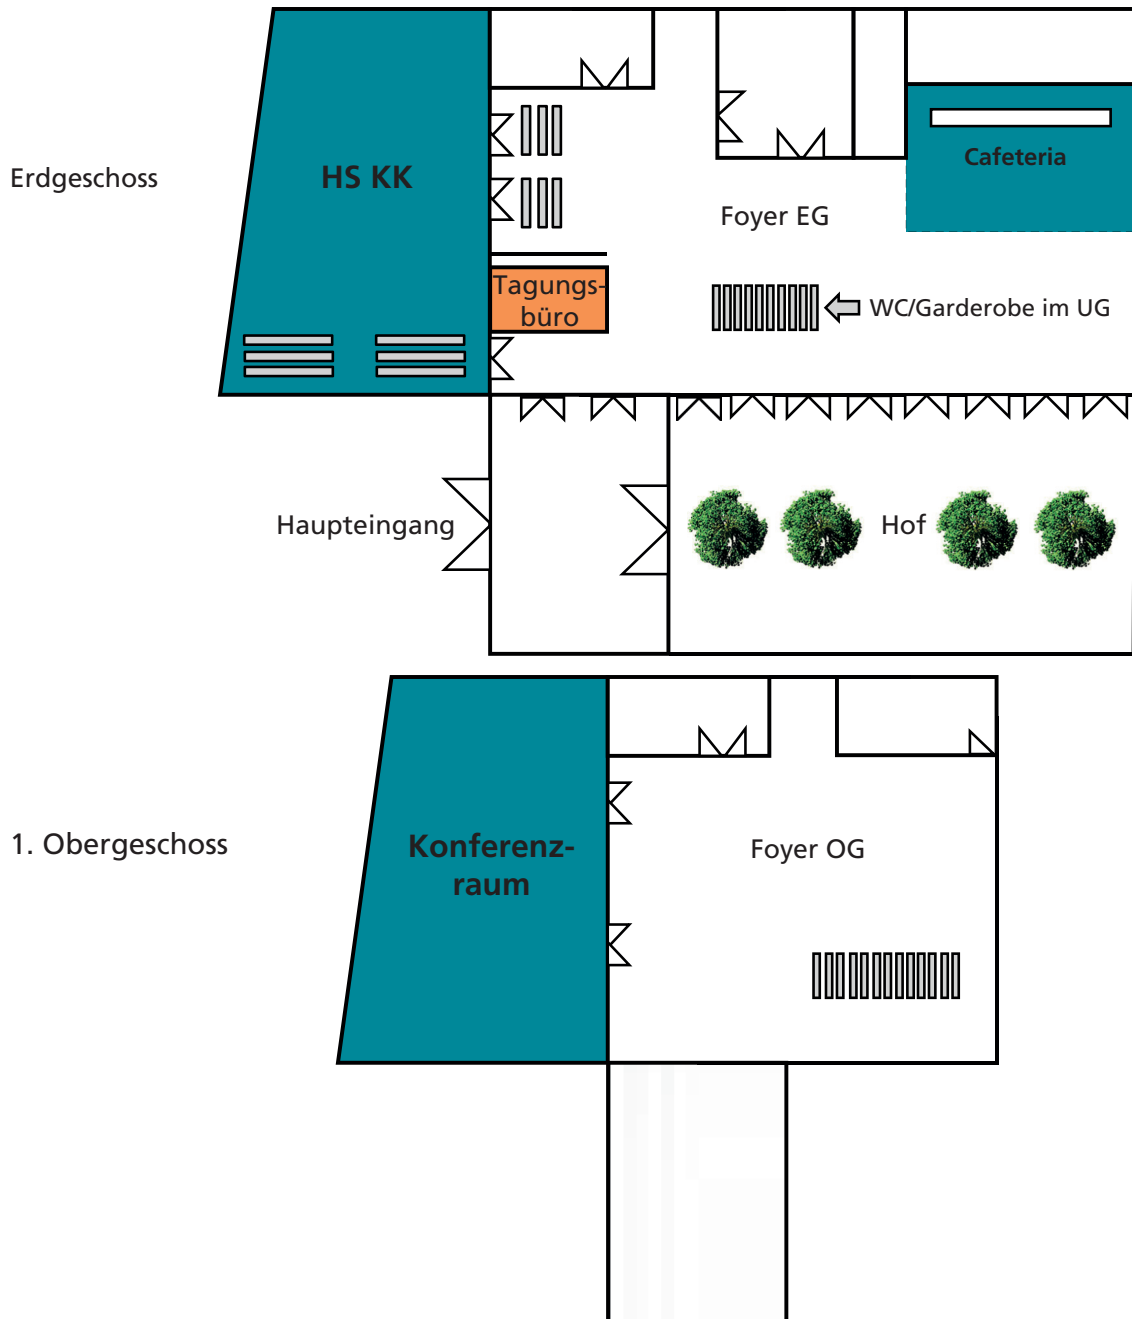 Erdgeschoss
HS KK
Cafeteria
Foyer EG
Tagungs-
büro
WC/Garderobe im UG
Haupteingang
Hof
1. Obergeschoss
Konferenz-
raum
Foyer OG